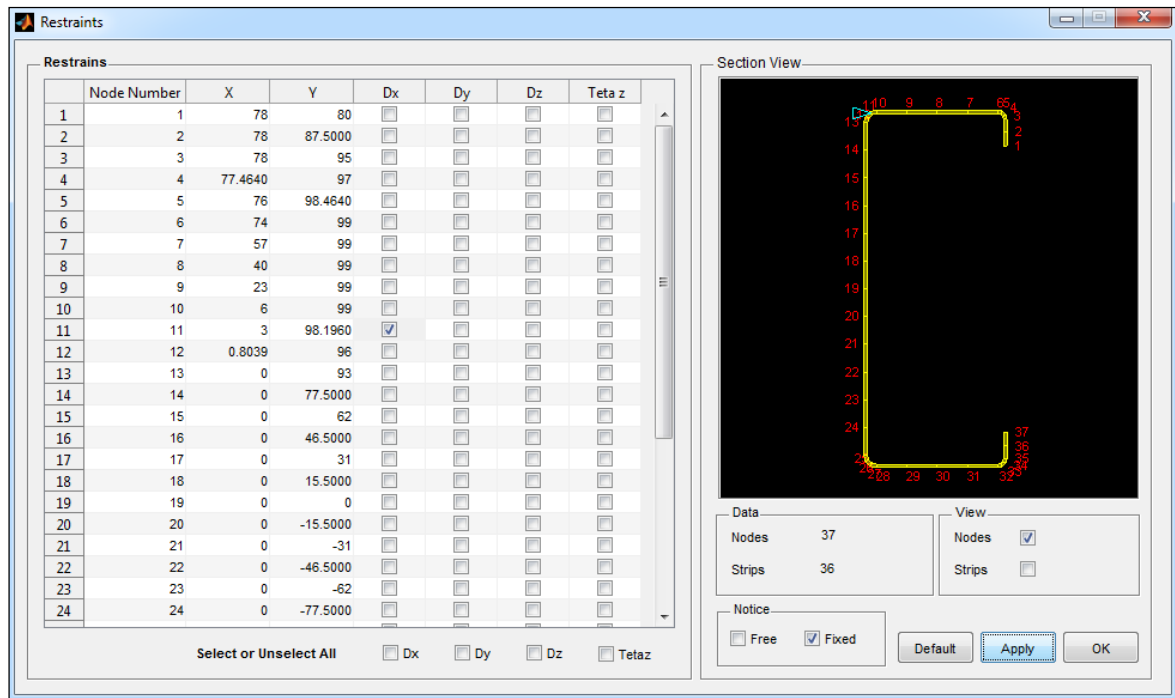 Restraints
Restrains
Node Number X Y Dx Dy Dz Teta z
1 1 78 80
2 2 78 87.5000
3 3 78 95
4 4 77.4640 97
5 5 76 98.4640
6 6 74 99
7 7 57 99
8 8 40 99
9 9 23 99
10 10 6 99
11 11 3 98.1960
12 12 0.8039 96
13 13 0 93
14 14 0 77.5000
15 15 0 62
16 16 0 46.5000
17 17 0 31
18 18 0 15.5000
19 19 0 0
20 20 0 -15.5000
21 21 0 -31
22 22 0 -46.5000
23 23 0 -62
24 24 0 -77.5000
Select or Unselect All Dx Dy Dz Tetaz
Section View
11 10 9 8 7 6 5 4
3
2
1
13
14
15
16
17
18
19
20
21
22
23
24
37
36
35
28 29 30 31 32
Data
Nodes 37
Strips 36
View
Nodes
Strips
Notice
Free Fixed
Default Apply OK